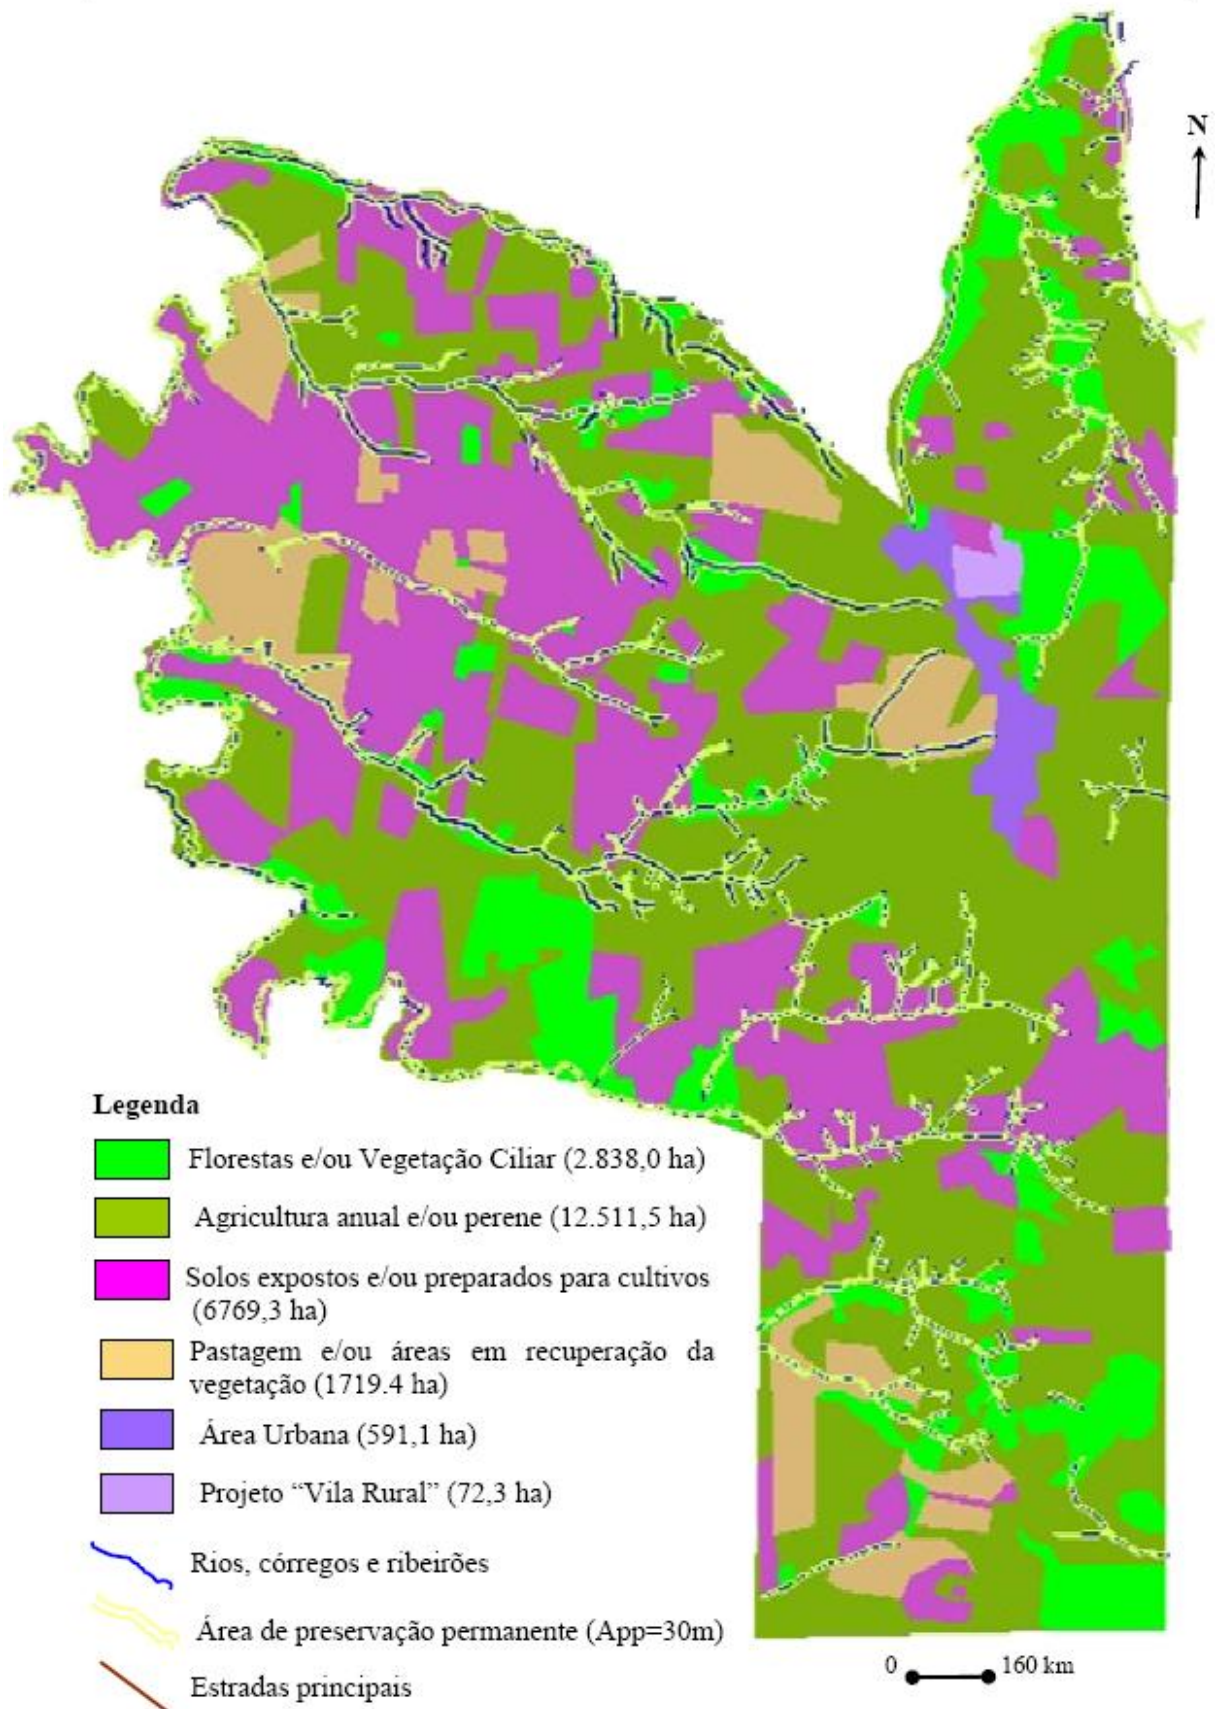 N
Legenda
Florestas e/ou Vegetação Ciliar (2.838,0 ha)
Agricultura anual e/ou perene (12.511,5 ha)
Solos expostos e/ou preparados para cultivos
(6769,3 ha)
Pastagem e/ou áreas em recuperação da
vegetação (1719.4 ha)
Área Urbana (591,1 ha)
Projeto “Vila Rural” (72,3 ha)
Rios, córregos e ribeirões
Área de preservação permanente (App=30m)
Estradas principais
0 160 km